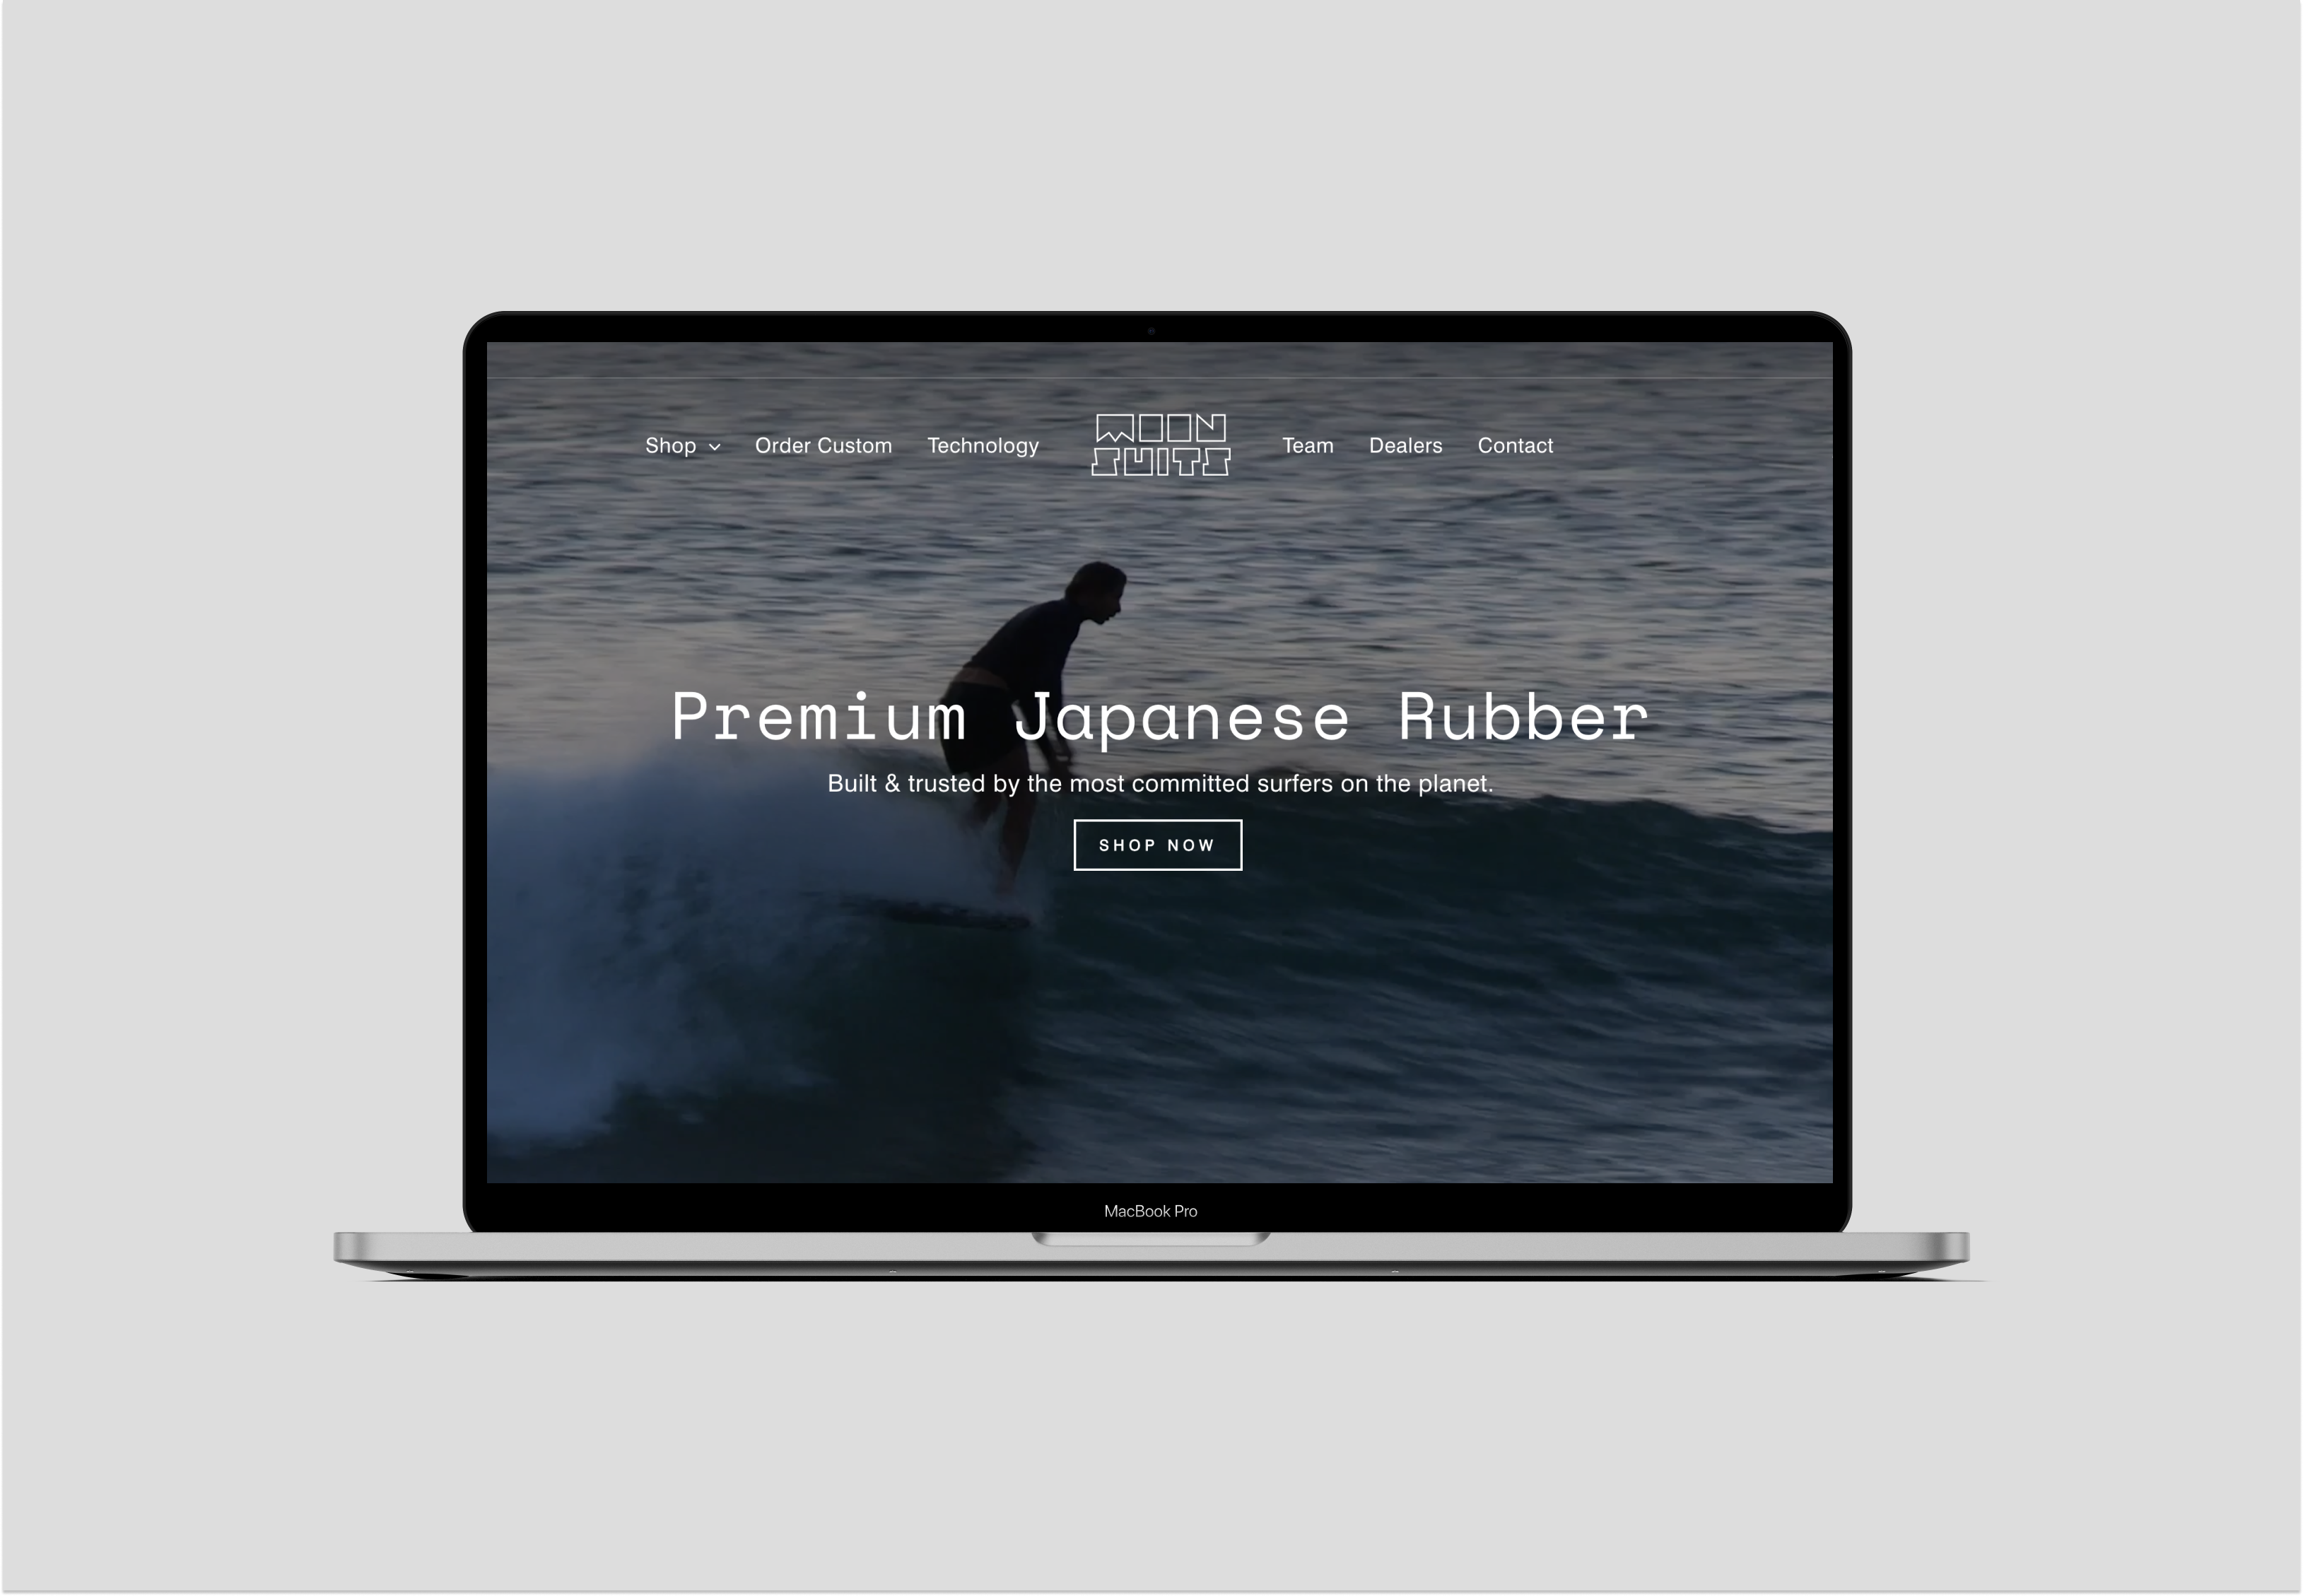 Shop Order Custom Technology
MOON
SUITS
Team Dealers Contact
Premium Japanese Rubber
Built & trusted by the most committed surfers on the planet.
SHOP NOW
MacBook Pro